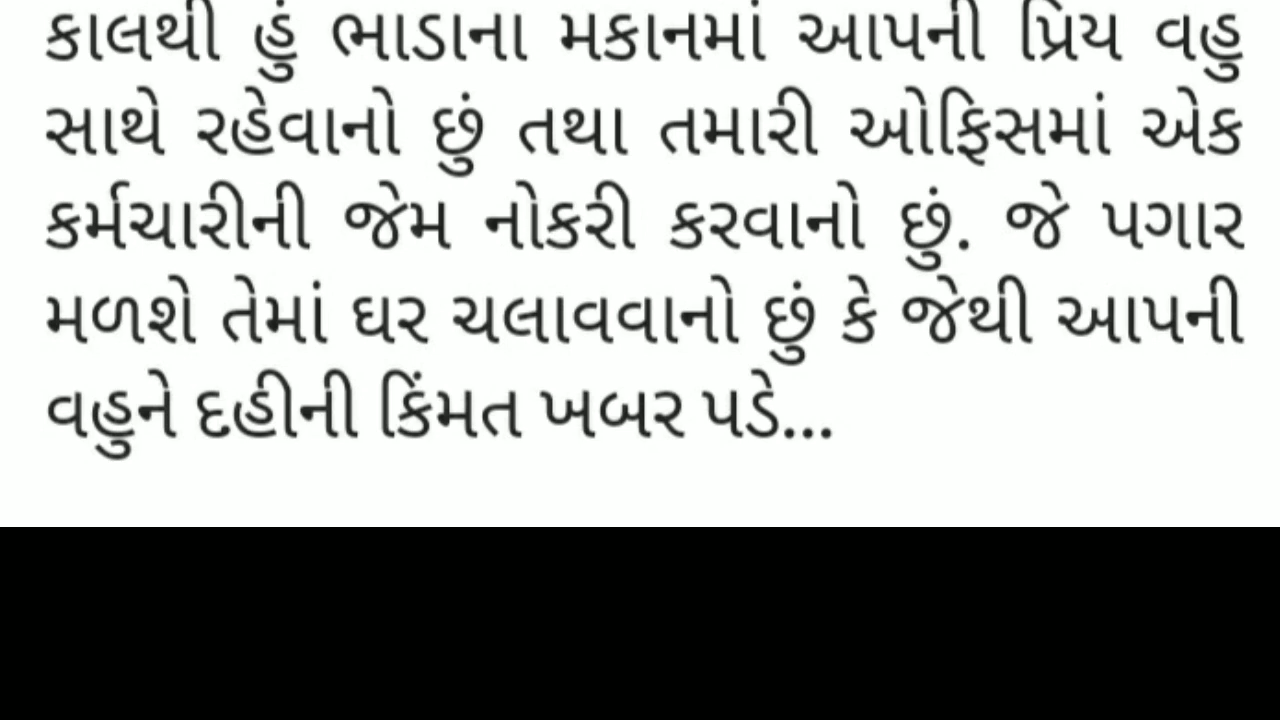 કાલથી હું ભાડાના મકાનમાં આપની પ્રિય વહુ
સાથે રહેવાનો છું તથા તમારી ઓફિસમાં એક
કર્મચારીની જેમ નોકરી કરવાનો છું. જે પગાર
મળશે તેમાં ઘર ચલાવવાનો છું કે જેથી આપની
વહુને દહીની કિંમત ખબર પડે...